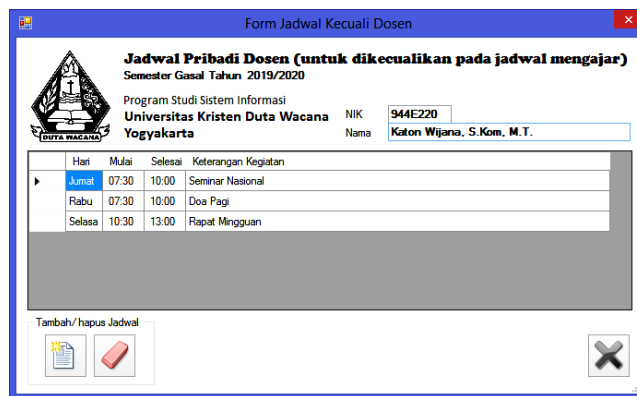 Form Jadwal Kecuali Dosen
Jadwal Pribadi Dosen (untuk dikecualikan pada jadwal mengajar)
Semester Gasal Tahun 2019/2020
Program Studi Sistem Informasi
Universitas Kristen Duta Wacana
Yogyakarta
NIK 944E220
Nama Katon Wijana, S.Kom, M.T.
DUTA WACANA
Hari Mulai Selesai Keterangan Kegiatan
Jumat 07:30 10:00 Seminar Nasional
Rabu 07:30 10:00 Doa Pagi
Selasa 10:30 13:00 Rapat Mingguan
Tambah/ hapus Jadwal